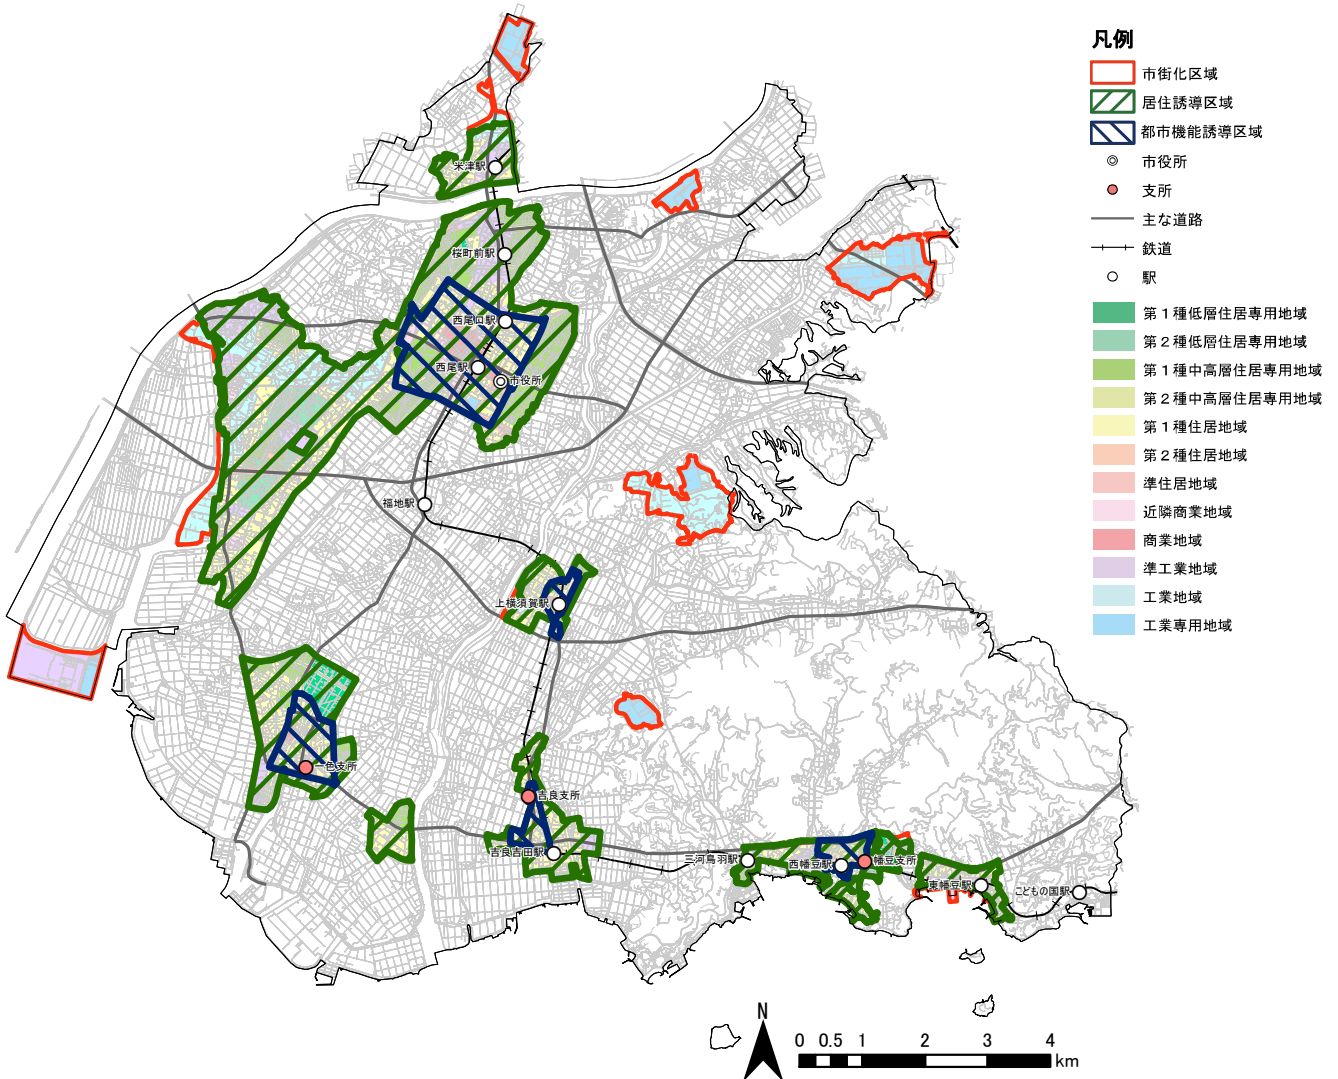 凡例
市街化区域
居住誘導区域
都市機能誘導区域
市役所
支所
主な道路
鉄道
駅
第1種低層住居専用地域
第2種低層住居専用地域
第1種中高層住居専用地域
第2種中高層住居専用地域
第1種住居地域
第2種住居地域
準住居地域
近隣商業地域
商業地域
準工業地域
工業地域
工業専用地域
米津駅
桜町前駅
西尾口駅
西尾駅
市役所
福地駅
上横須賀駅
一色支所
吉良支所
吉良吉田駅
三河鳥羽駅
西幡豆駅
幡豆支所
東幡豆駅
こどもの国駅
N
0 0.5 1 2 3 4
km